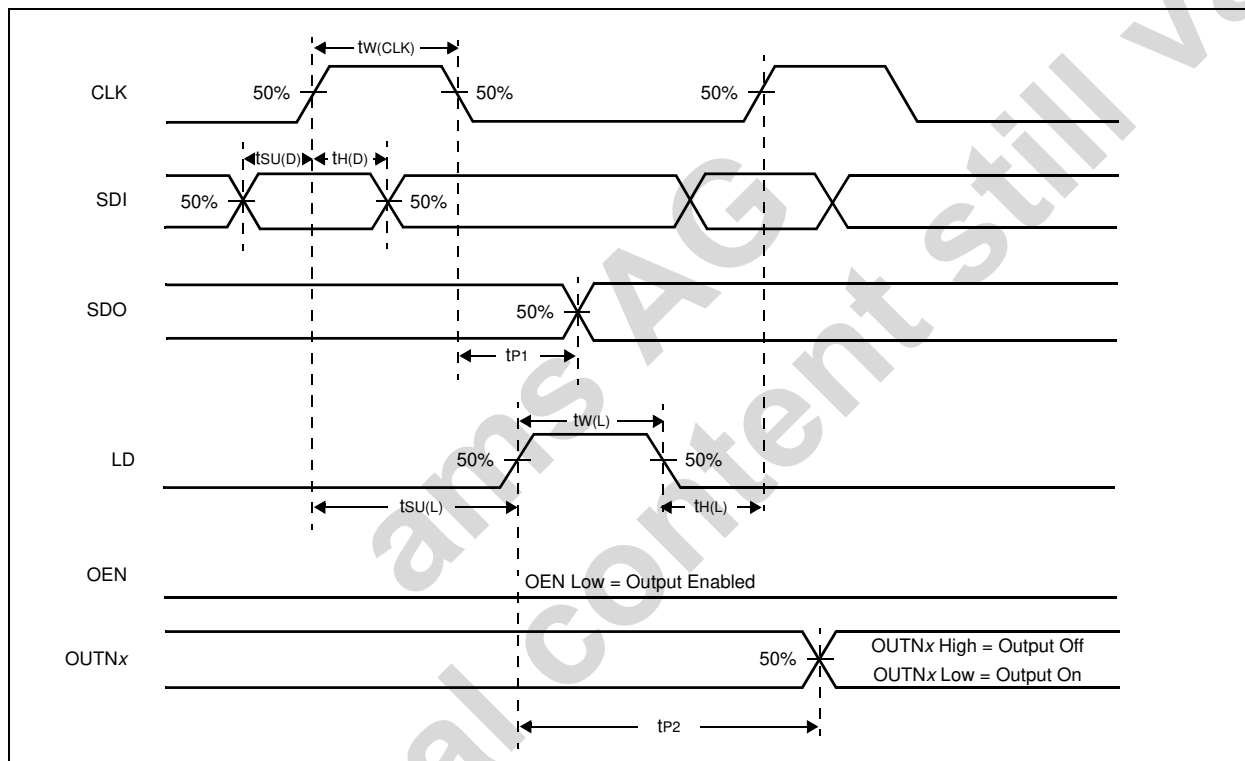 tW(CLK)
CLK
50%
50%
50%
tSU(D)
tH(D)
SDI
50%
50%
SDO
50%
tP1
tW(L)
LD
50%
50%
tSU(L)
tH(L)
OEN
OEN Low = Output Enabled
OUTNx
50%
OUTNx High = Output Off
OUTNx Low = Output On
tP2
ams AG
al content still va